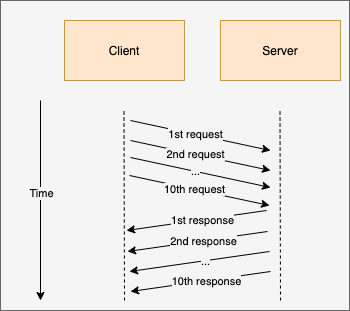 Client
Server
1st request
2nd request
...
10th request
Time
1st response
2nd response
...
10th response